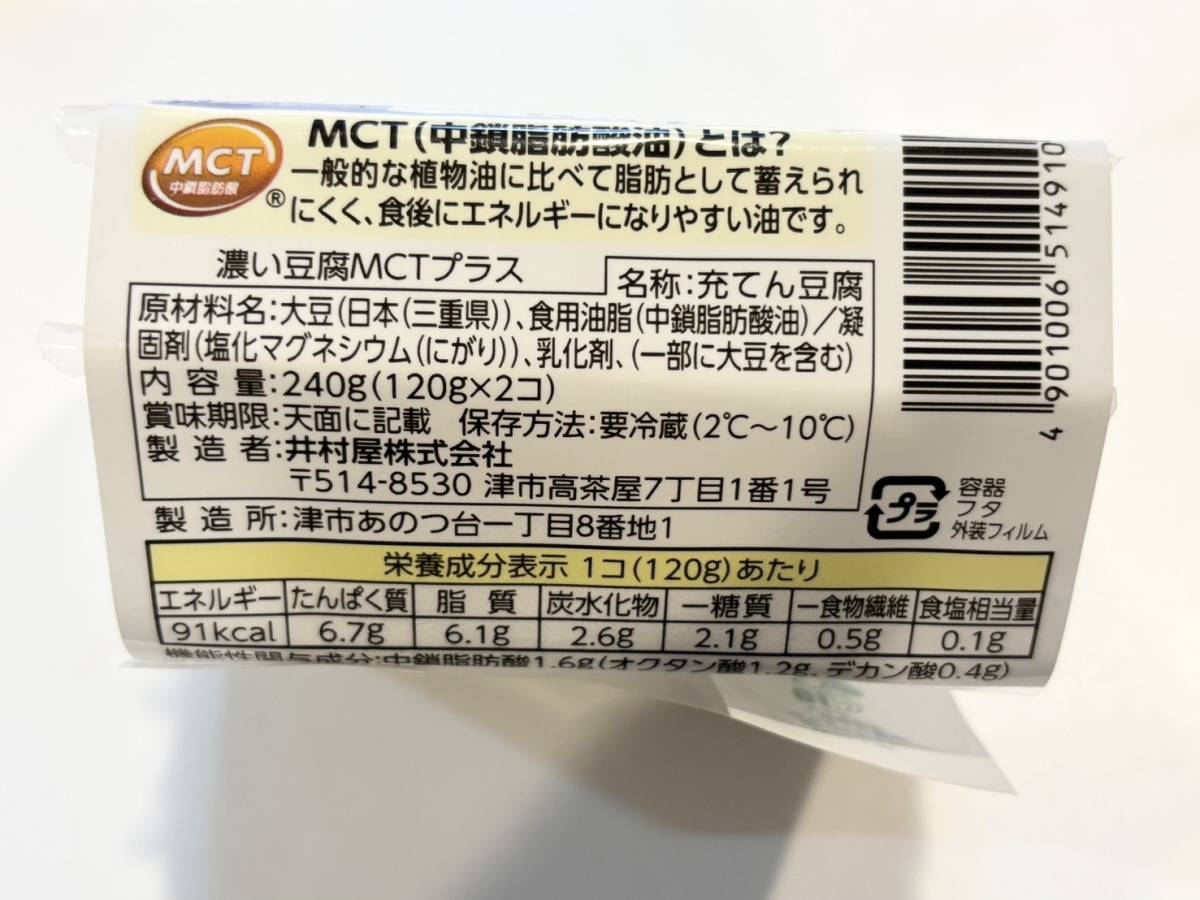 MCT
中鎖脂肪酸
®
MCT(中鎖脂肪酸油)とは?
一般的な植物油に比べて脂肪として蓄えられ
にくく、食後にエネルギーになりやすい油です。
濃い豆腐MCTプラス
名称:充てん豆腐
原材料名:大豆(日本(三重県))、食用油脂(中鎖脂肪酸油)/凝
固剤(塩化マグネシウム(にがり))、乳化剤、(一部に大豆を含む)
内容量:240g(120g×2コ)
賞味期限:天面に記載 保存方法:要冷蔵(2℃〜10℃)
製造者:井村屋株式会社
〒514-8530 津市高茶屋7丁目1番1号
製造所:津市あのつ台一丁目8番地1
4 901006 514910
プラ
容器
フタ
外装フィルム
栄養成分表示 1コ(120g)あたり
エネルギー たんぱく質 脂質 炭水化物 ー糖質 ー食物繊維 食塩相当量
91kcal 6.7g 6.1g 2.6g 2.1g 0.5g 0.1g
機能性関与成分:中鎖脂肪酸1.6g(オクタン酸1.2g、デカン酸0.4g)